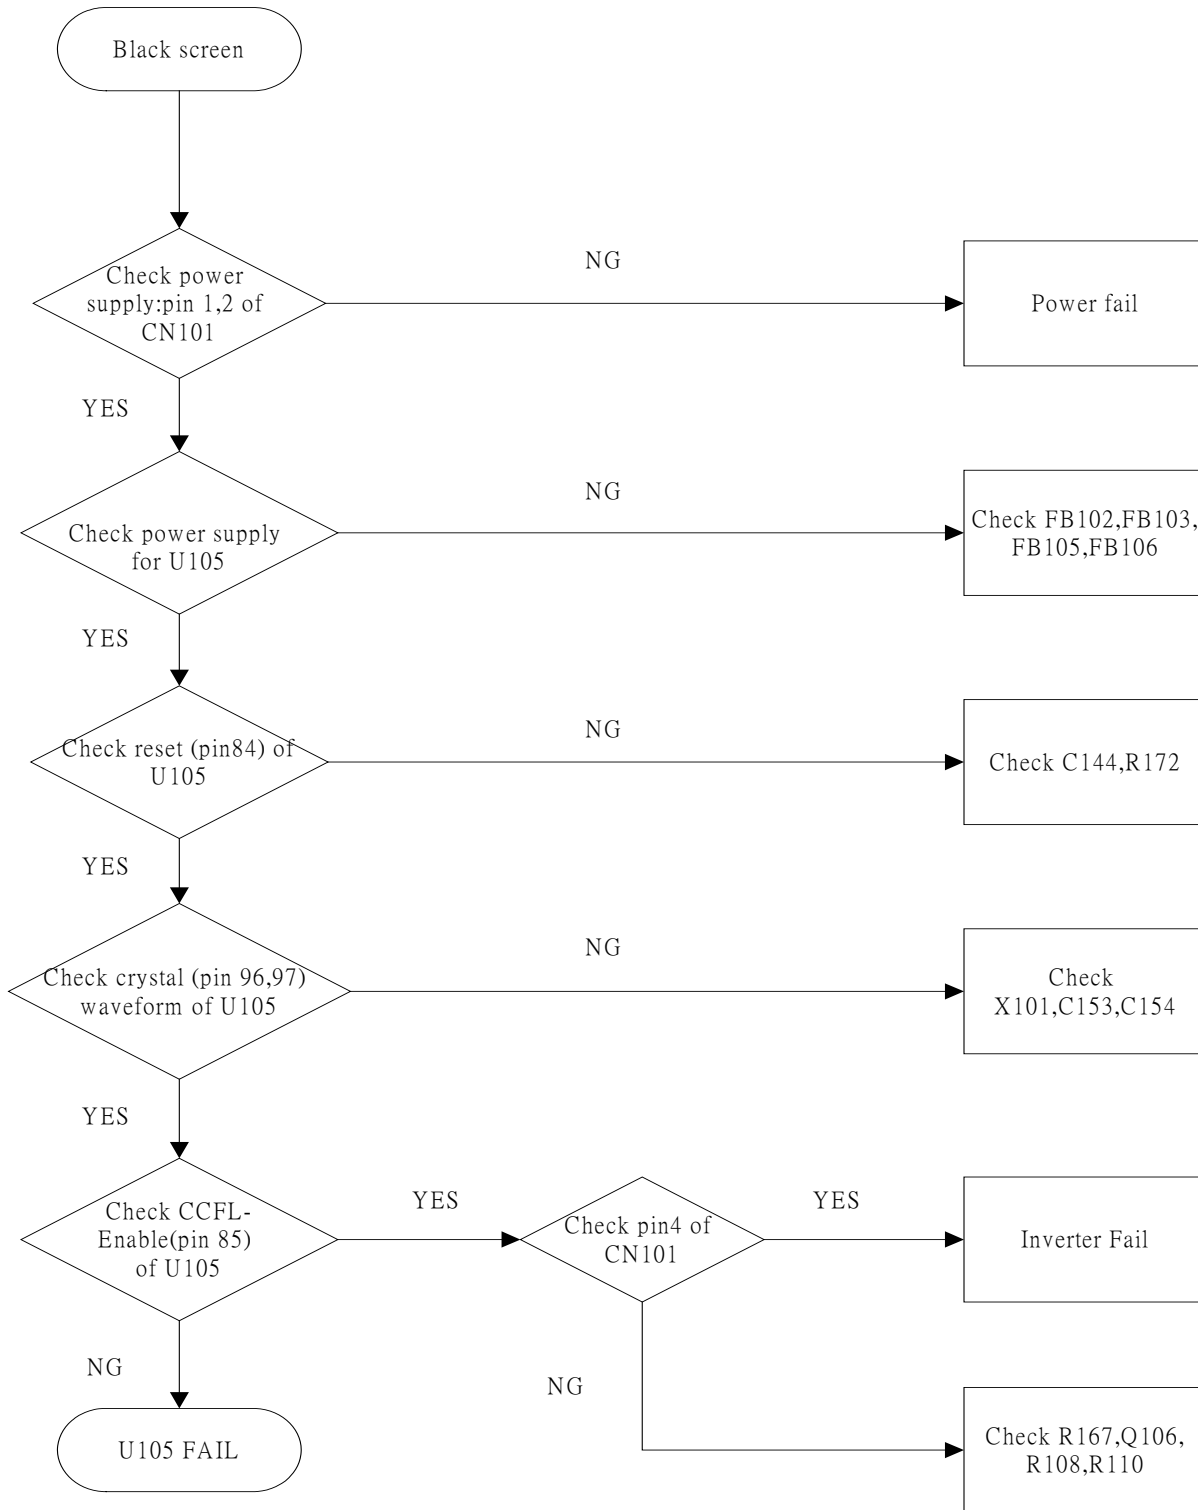 Black screen
Check power
supply:pin 1,2 of
CN101
NG
Power fail
YES
Check power supply
for U105
NG
Check FB102,FB103,
FB105,FB106
YES
Check reset (pin84) of
U105
NG
Check C144,R172
YES
Check crystal (pin 96,97)
waveform of U105
NG
Check
X101,C153,C154
YES
Check CCFL-
Enable(pin 85)
of U105
YES
Check pin4 of
CN101
YES
Inverter Fail
NG
U105 FAIL
NG
Check R167,Q106,
R108,R110